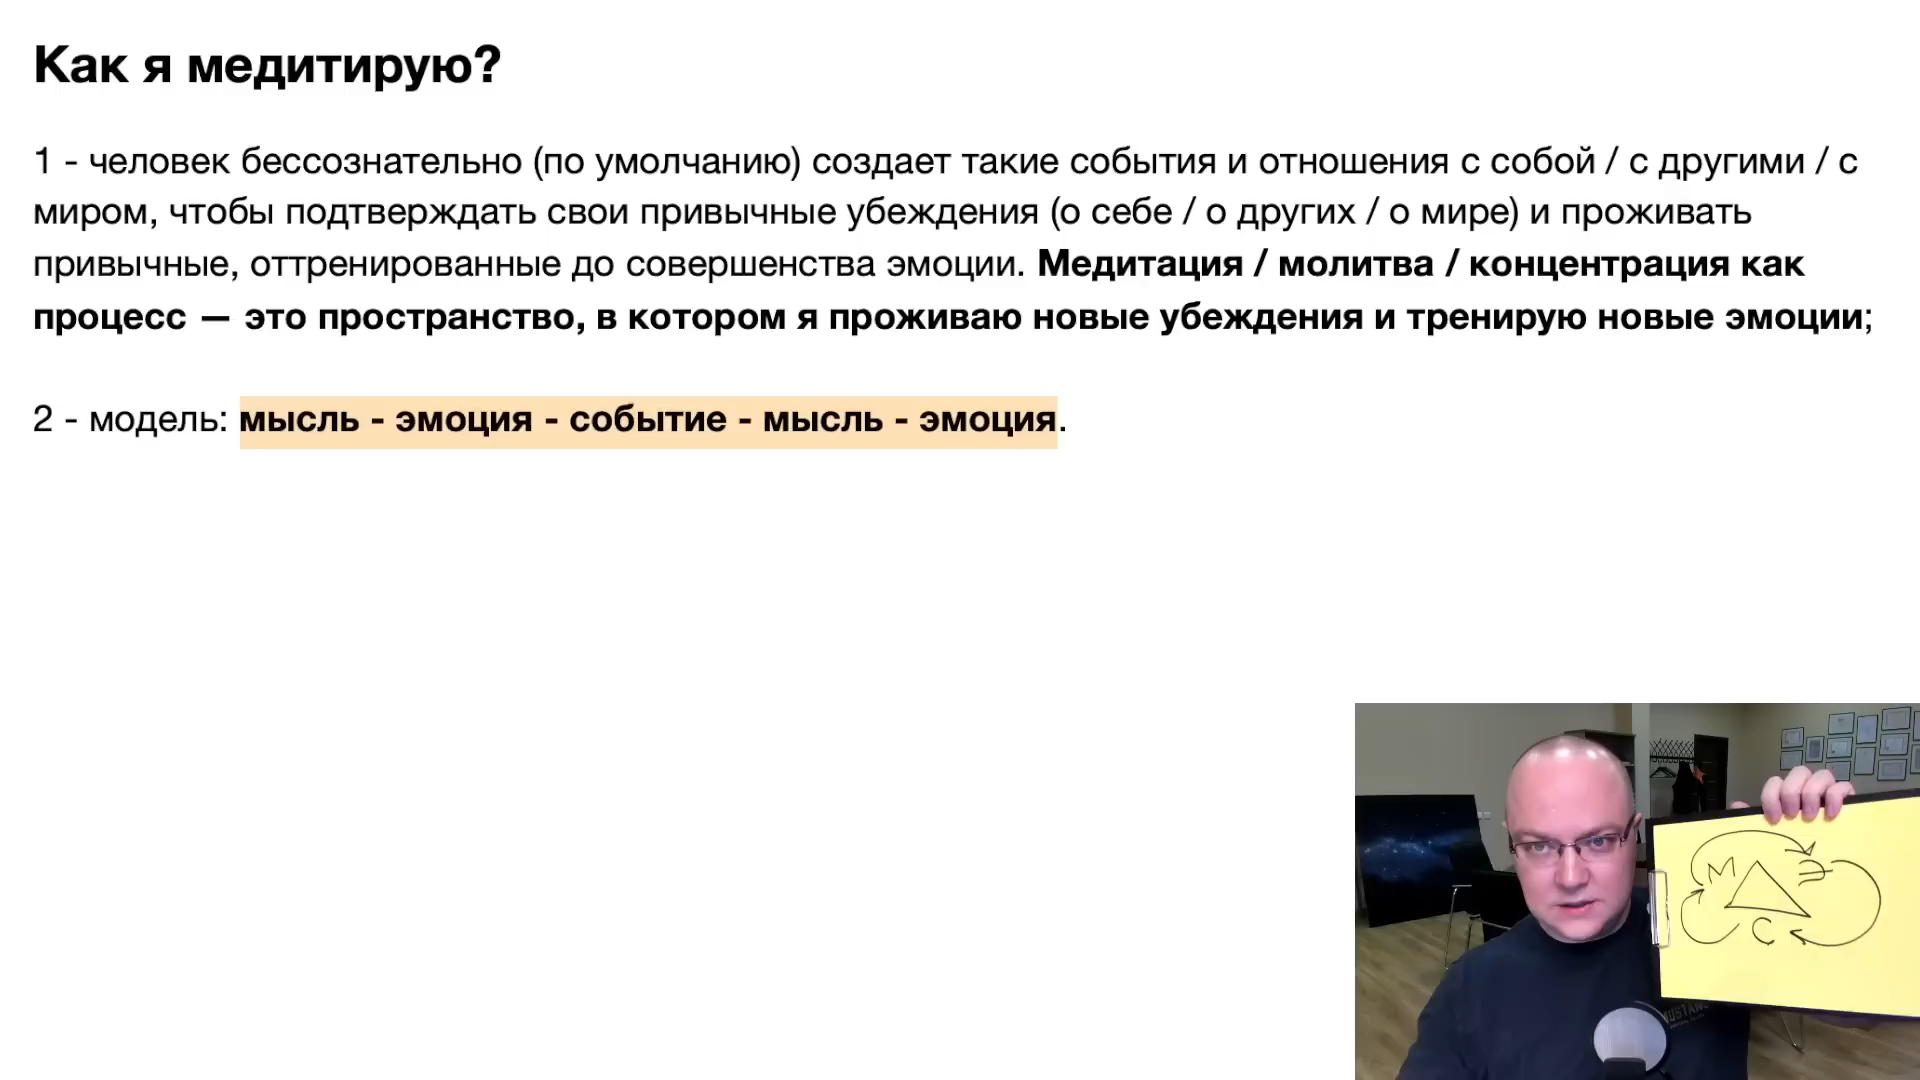 Как я медитирую?
1 - человек бессознательно (по умолчанию) создает такие события и отношения с собой / с другими / с
миром, чтобы подтверждать свои привычные убеждения (о себе / о других / о мире) и проживать
привычные, оттренированные до совершенства эмоции. Медитация / молитва / концентрация как
процесс — это пространство, в котором я проживаю новые убеждения и тренирую новые эмоции;
2 - модель: мысль - эмоция - событие - мысль - эмоция.
М Э
С